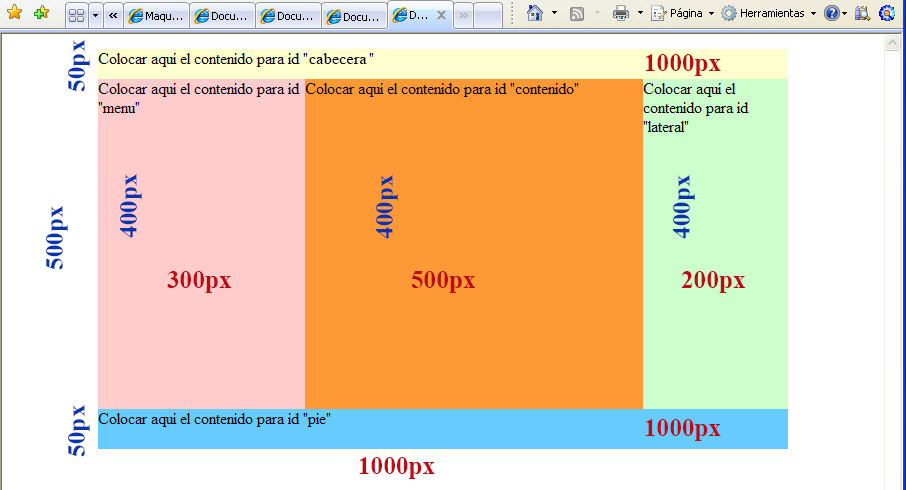 Maqu...
Docu...
Docu...
Docu...
D...
Página
Herramientas
50px
Colocar aqui el contenido para id "cabecera"
1000px
Colocar aqui el contenido para id
"menu"
Colocar aqui el contenido para id "contenido"
Colocar aqui el
contenido para id
"lateral"
500px
400px
400px
400px
300px
500px
200px
50px
Colocar aqui el contenido para id "pie"
1000px
1000px